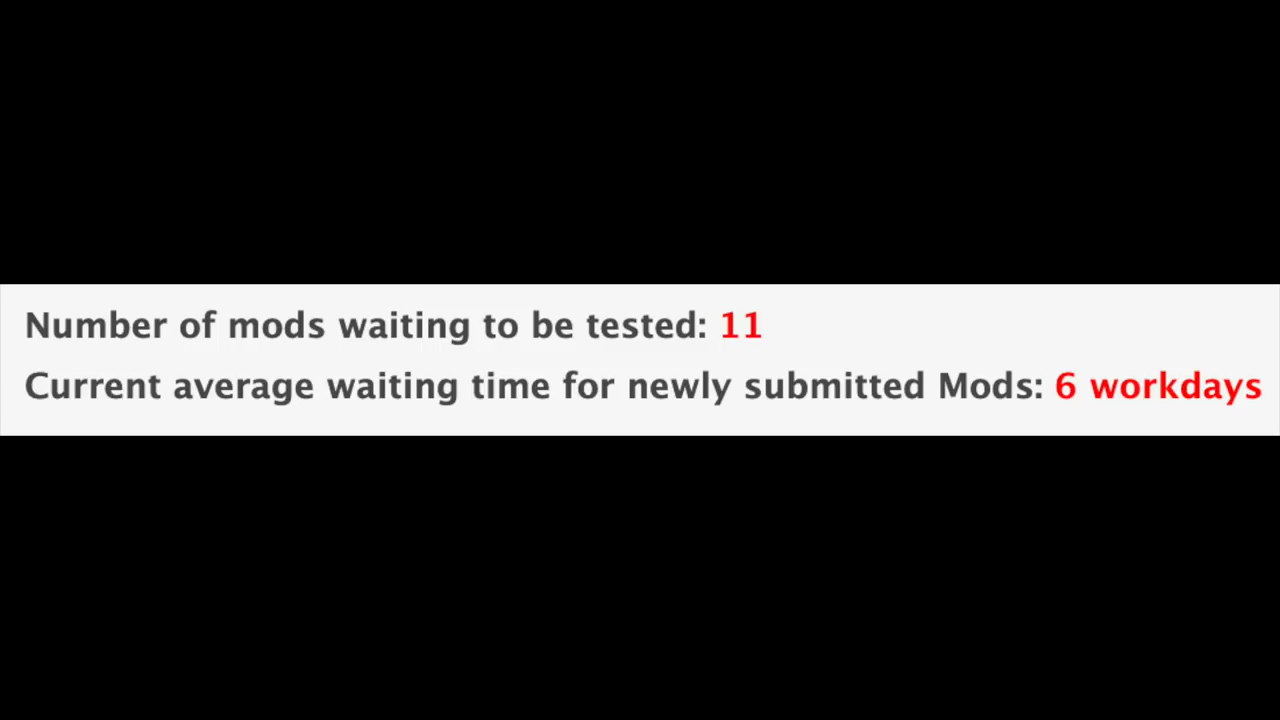 Number of mods waiting to be tested: 11
Current average waiting time for newly submitted Mods: 6 workdays